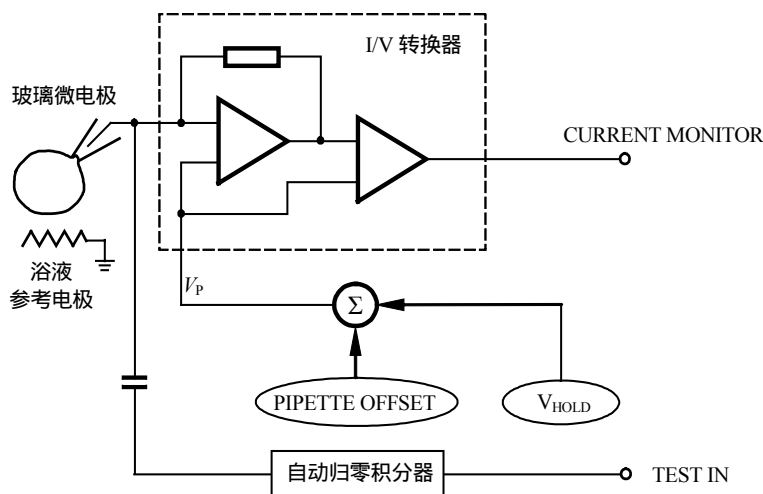 I/V 转换器
玻璃微电极
CURRENT MONITOR
浴液
参考电极
VP
Σ
PIPETTE OFFSET
VHOLD
自动归零积分器
TEST IN